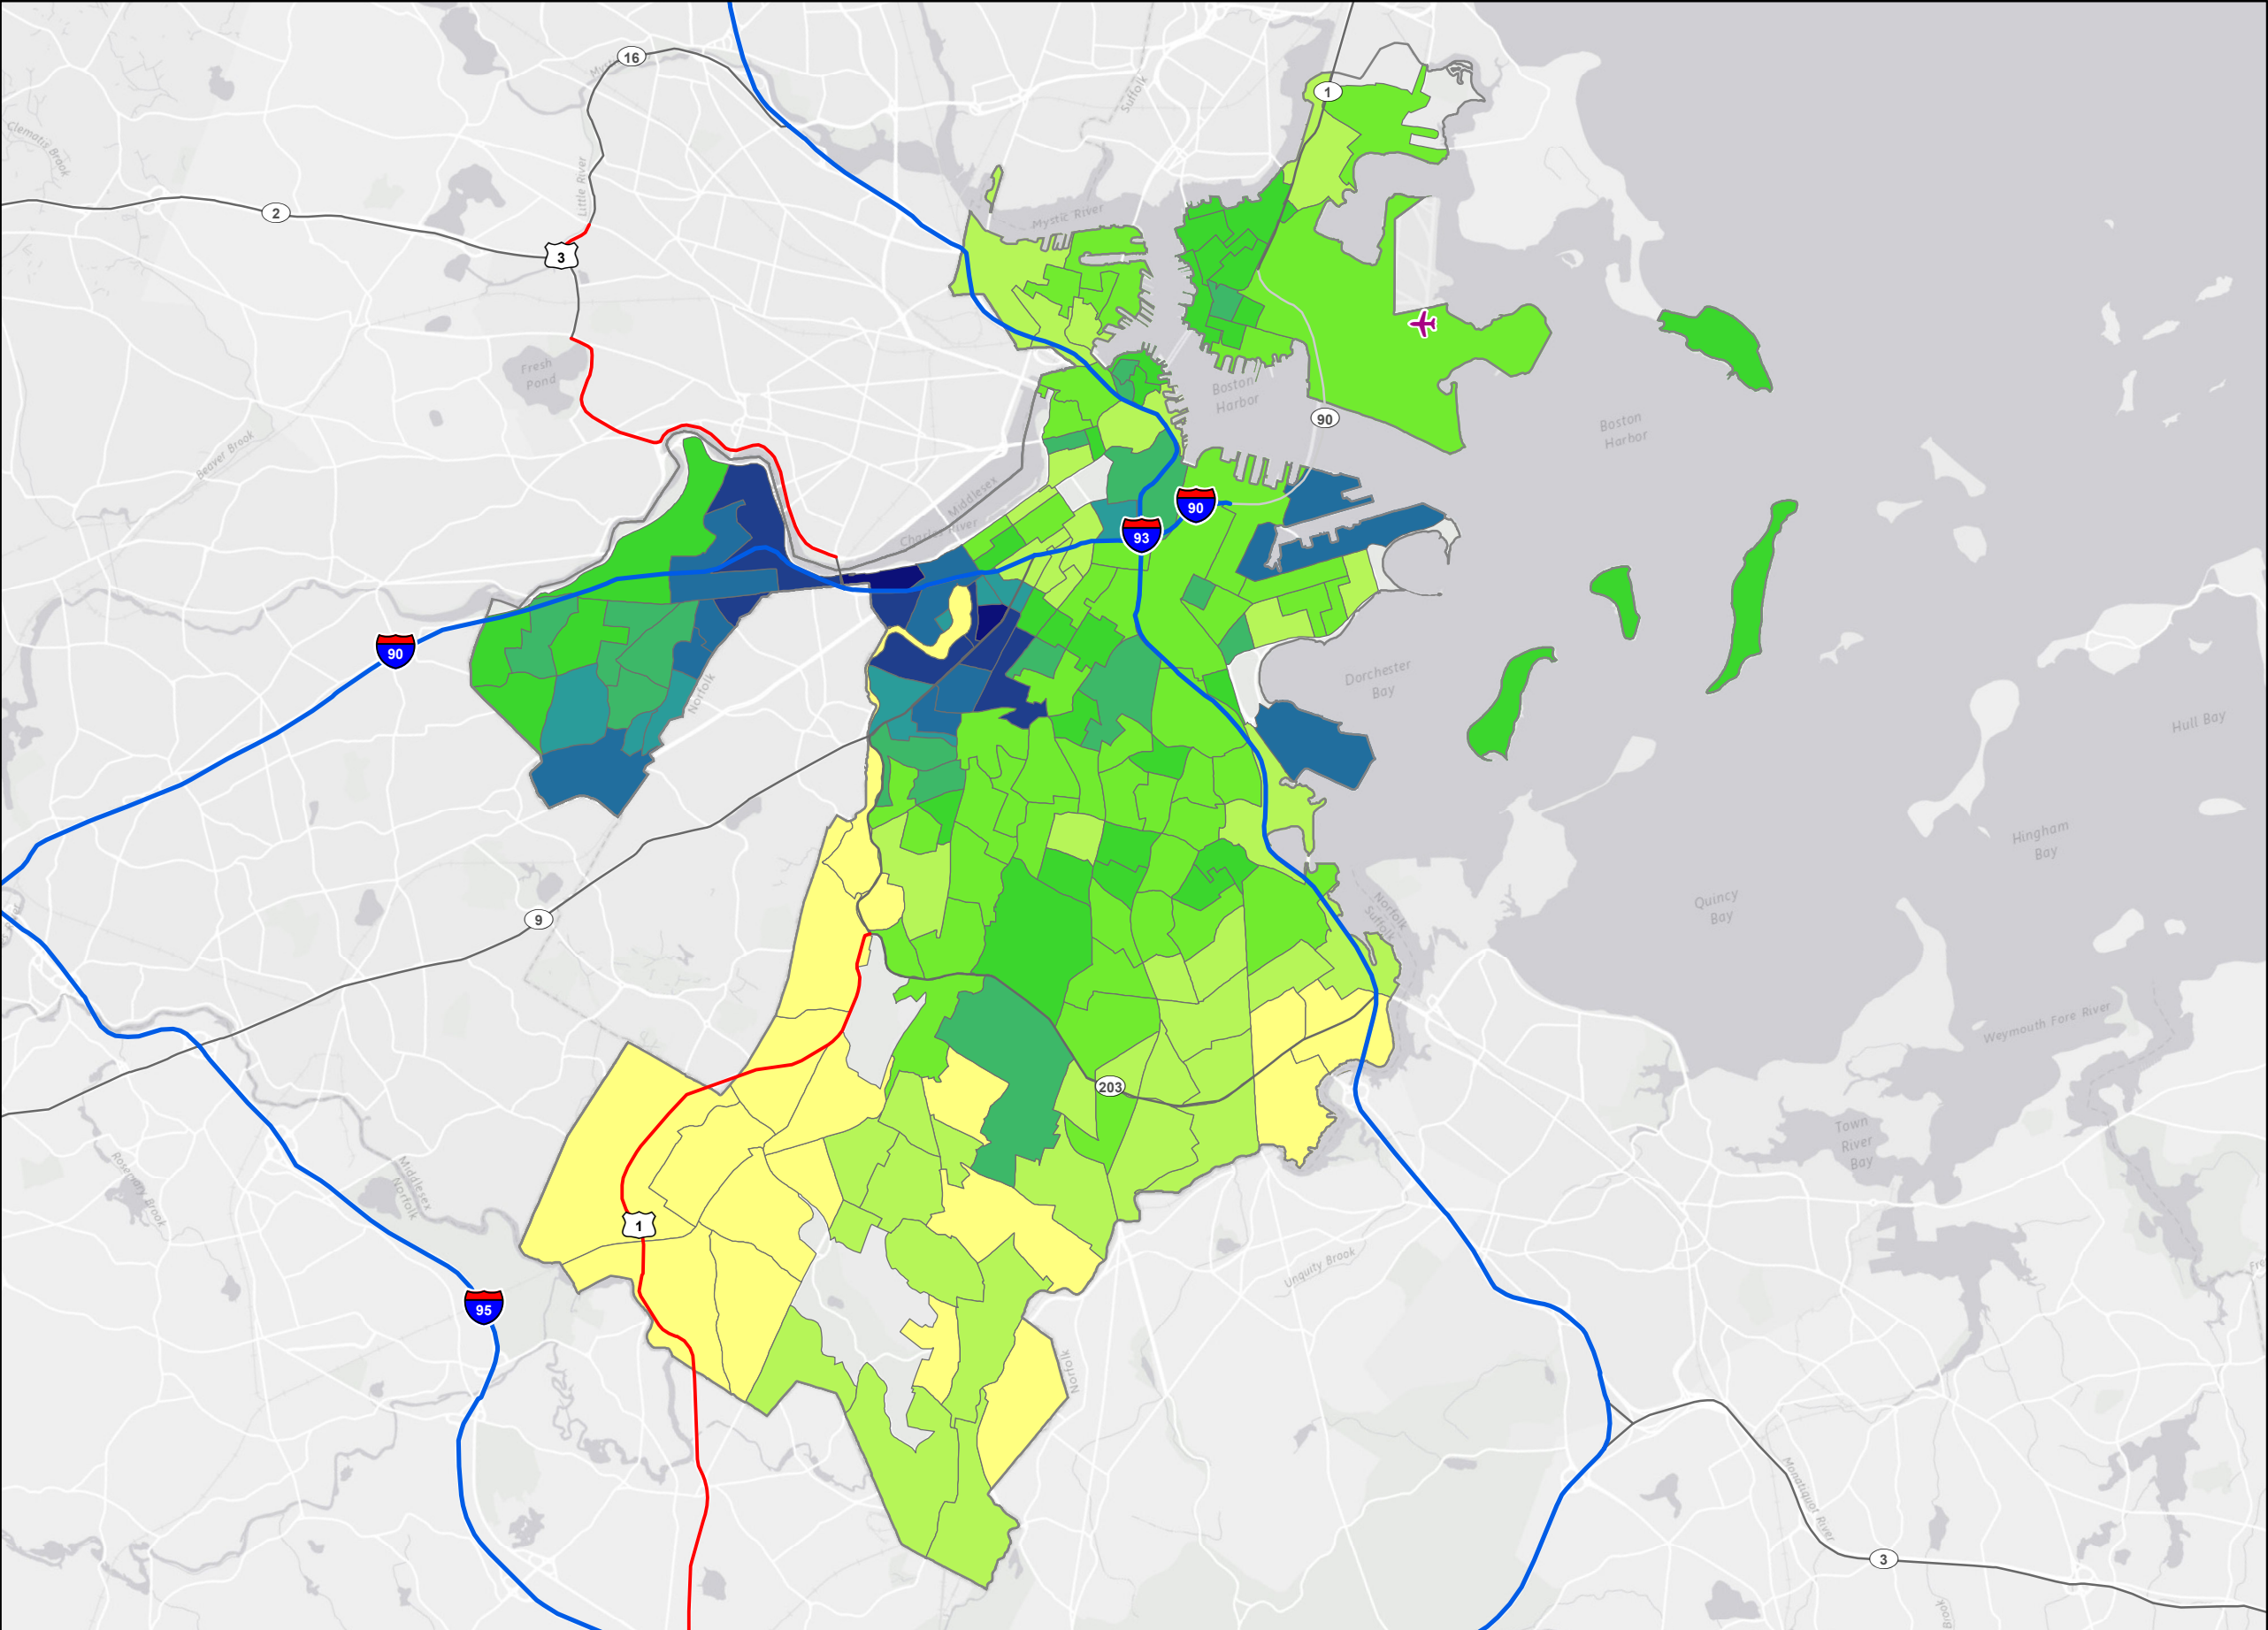 16
Mystic
Suffolk
1
Clematis Brook
Little River
2
3
Mystic River
Fresh
Pond
Boston
Harbor
90
Boston
Harbor
Beaver Brook
Middlesex
Charles River
90
93
90
Norfolk
Dorchester
Bay
Hull Bay
Hingham
Bay
9
Quincy
Bay
Norfolk
Suffolk
Weymouth Fore River
203
Town
River
Bay
Rosemary Brook
Middlesex
Norfolk
1
Unquity Brook
95
Norfolk
Monatiquot River
3
Brook